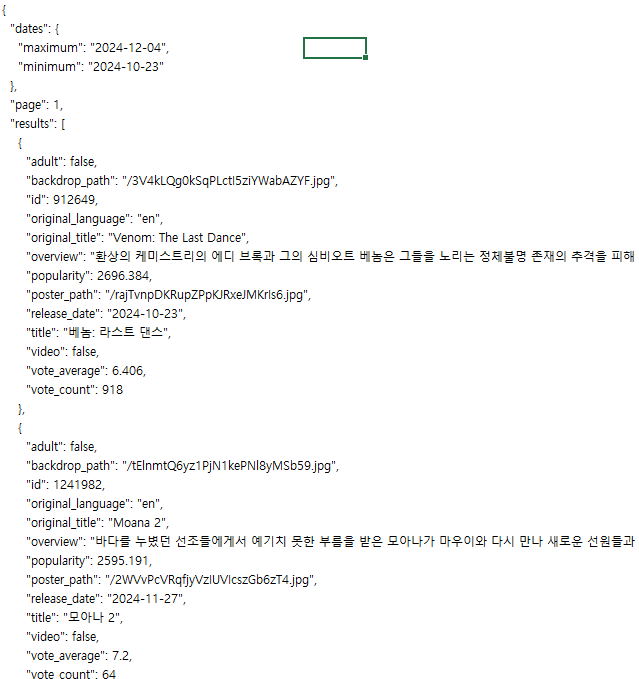 {
"dates": {
"maximum": "2024-12-04",
"minimum": "2024-10-23"
},
"page": 1,
"results": [
{
"adult": false,
"backdrop_path": "/3V4kLQg0kSqPLctI5ziYWabAZYF.jpg",
"id": 912649,
"original_language": "en",
"original_title": "Venom: The Last Dance",
"overview": "환상의 케미스트리의 에디 브록과 그의 심비오트 베놈은 그들을 노리는 정체불명 존재의 추격을 피해
"popularity": 2696.384,
"poster_path": "/rajTvnpDKRupZPpKJRxeJMKrIs6.jpg",
"release_date": "2024-10-23",
"title": "베놈: 라스트 댄스",
"video": false,
"vote_average": 6.406,
"vote_count": 918
},
{
"adult": false,
"backdrop_path": "/tElnmtQ6yz1PjN1kePNl8yMSb59.jpg",
"id": 1241982,
"original_language": "en",
"original_title": "Moana 2",
"overview": "바다를 누볐던 선조들에게서 예기치 못한 부름을 받은 모아나가 마우이와 다시 만나 새로운 선원들과
"popularity": 2595.191,
"poster_path": "/2WVvPcVRqfjyVzIUVIcszGb6zT4.jpg",
"release_date": "2024-11-27",
"title": "모아나 2",
"video": false,
"vote_average": 7.2,
"vote_count": 64